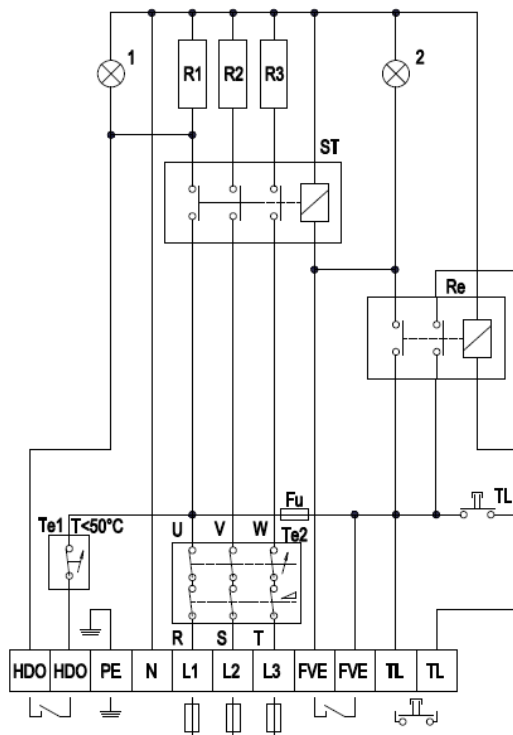 1
2
R1 R2 R3
ST
Re
Fu
TL
Te1 T<50°C
U V W
Te2
R S T
HDO HDO PE N L1 L2 L3 FVE FVE TL TL